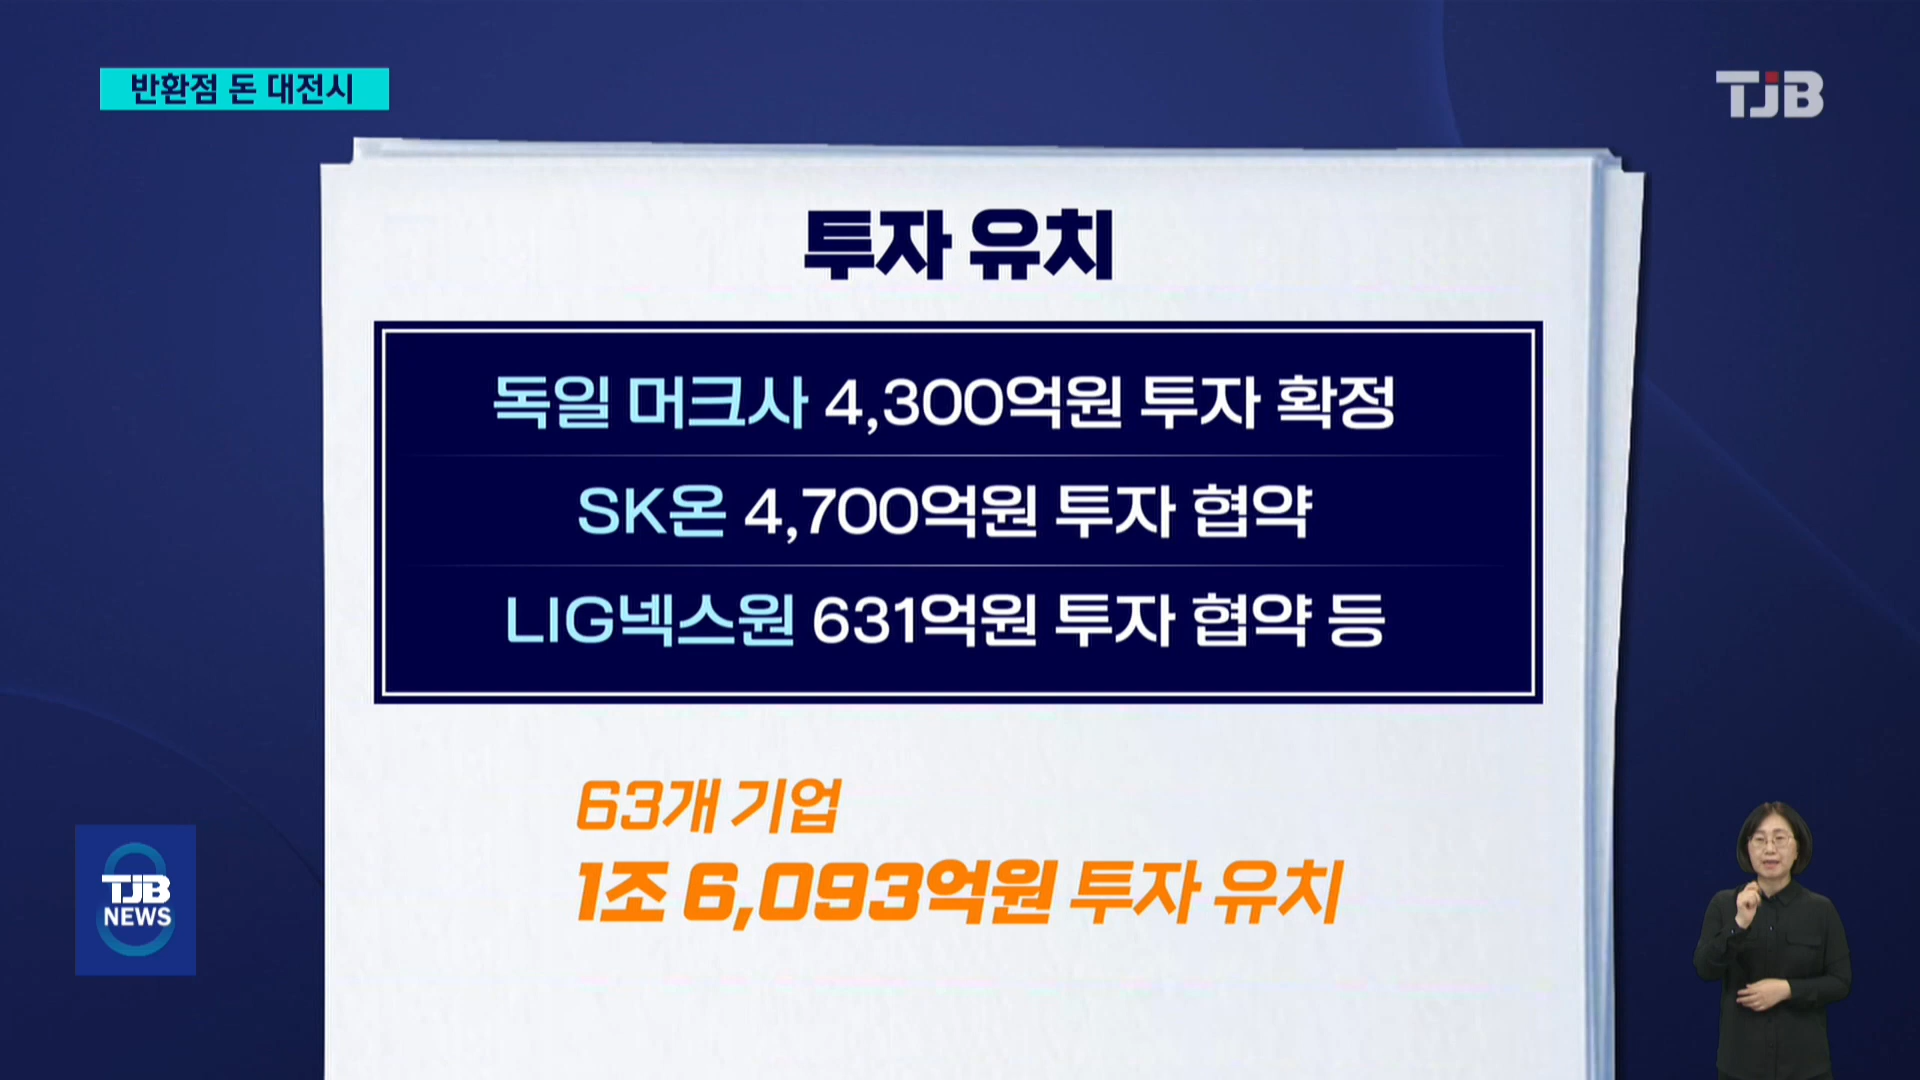 반환점 돈 대전시
TJB
투자 유치
독일 머크사 4,300억원 투자 확정
SK온 4,700억원 투자 협약
LIG넥스원 631억원 투자 협약 등
63개 기업
1조 6,093억원 투자 유치
TJB
NEWS